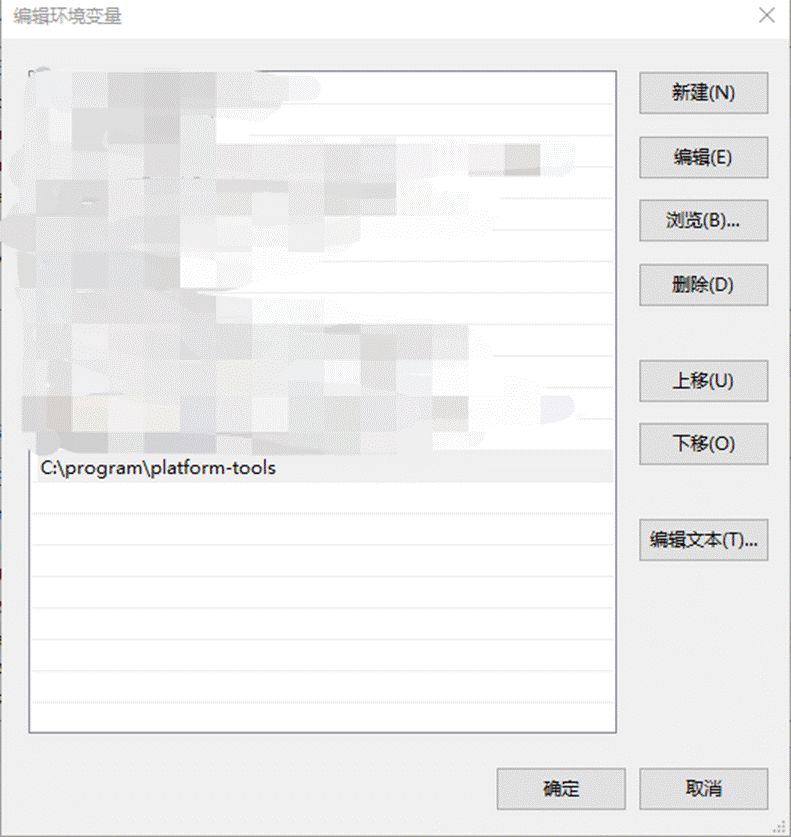 编辑环境变量
新建(N)
编辑(E)
浏览(B)...
删除(D)
上移(U)
下移(O)
C:\program\platform-tools
编辑文本(T)...
确定
取消